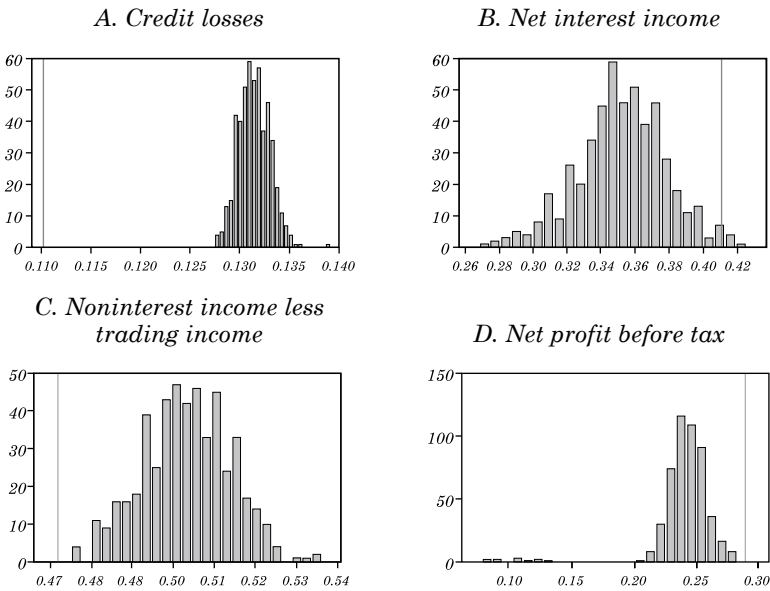 A. Credit losses
60
50
40
30
20
10
0
0.110 0.115 0.120 0.125 0.130 0.135 0.140
B. Net interest income
60
50
40
30
20
10
0
0.26 0.28 0.30 0.32 0.34 0.36 0.38 0.40 0.42
C. Noninterest income less
trading income
50
40
30
20
10
0
0.47 0.48 0.48 0.50 0.51 0.52 0.53 0.54
D. Net profit before tax
150
100
50
0
0.10 0.15 0.20 0.25 0.30